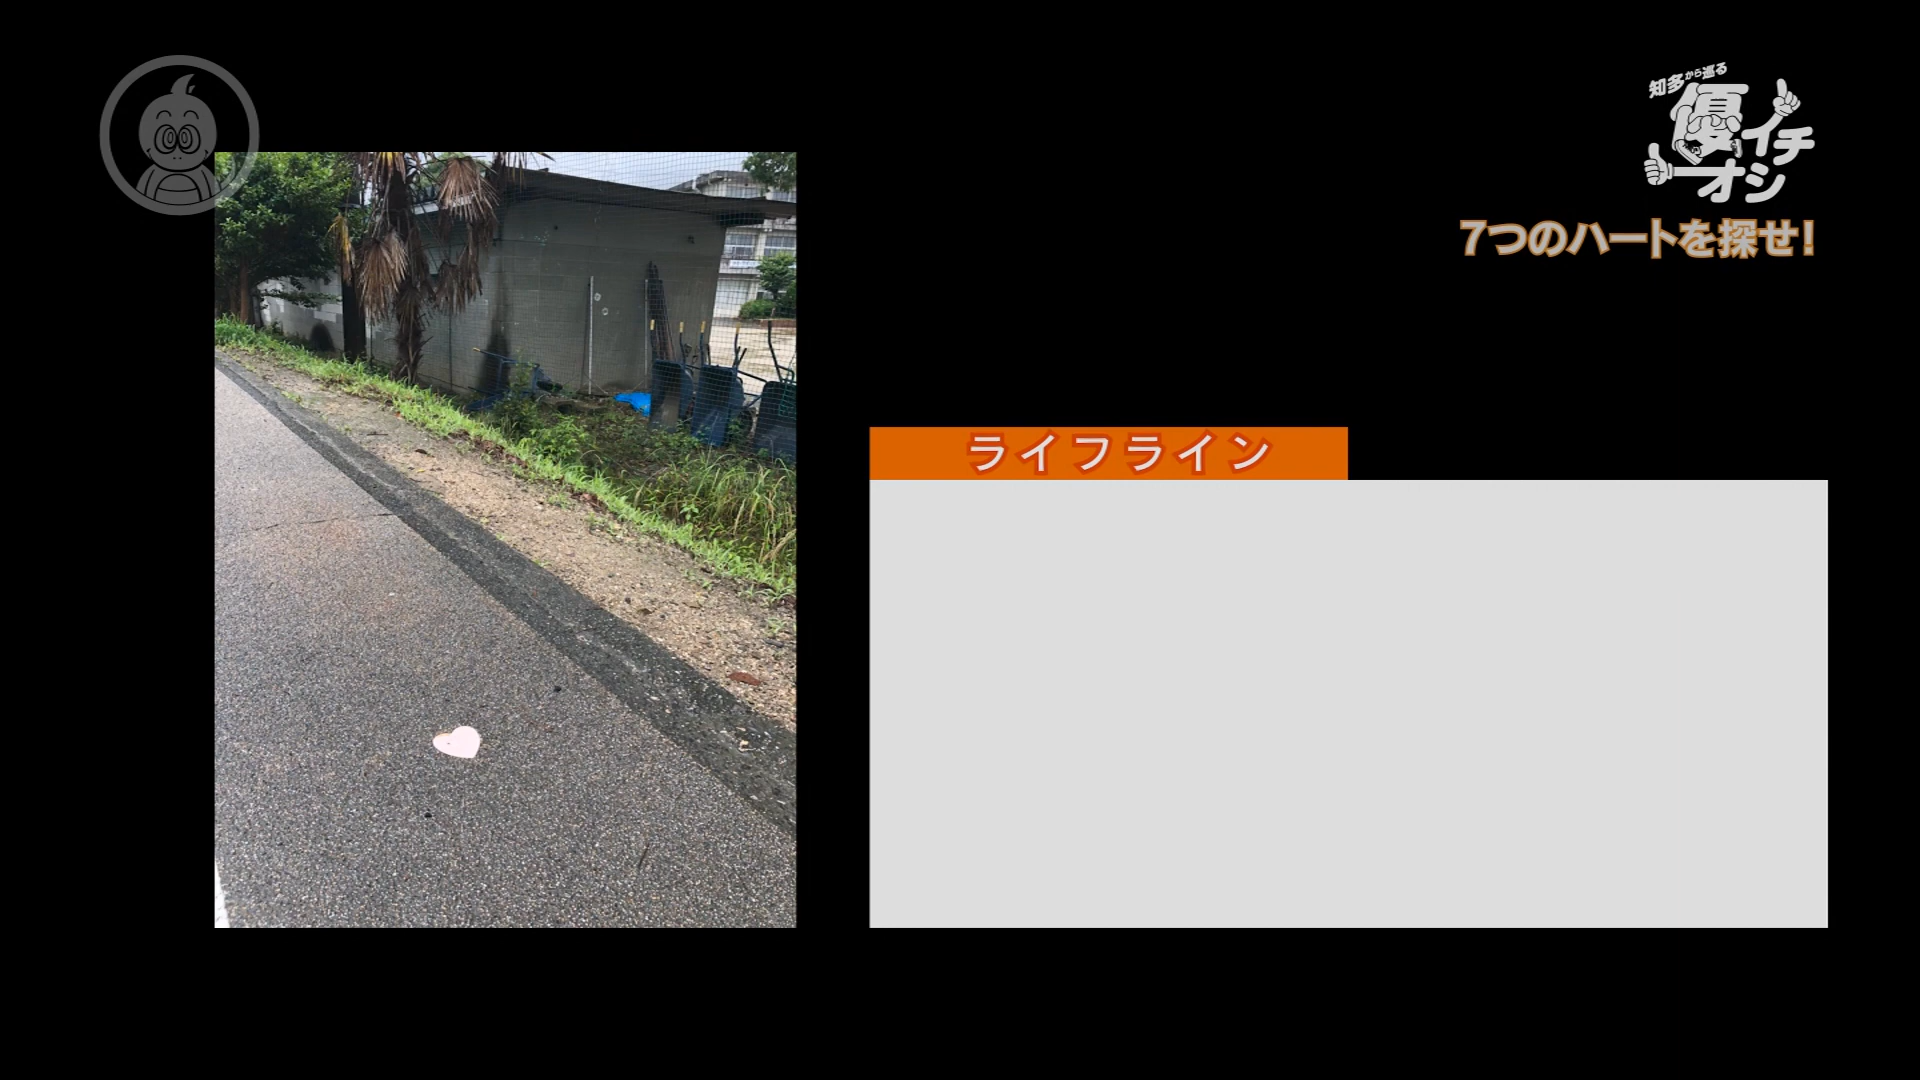 知多から巡る
優イチ
オシ
7つのハートを探せ!
ライフライン